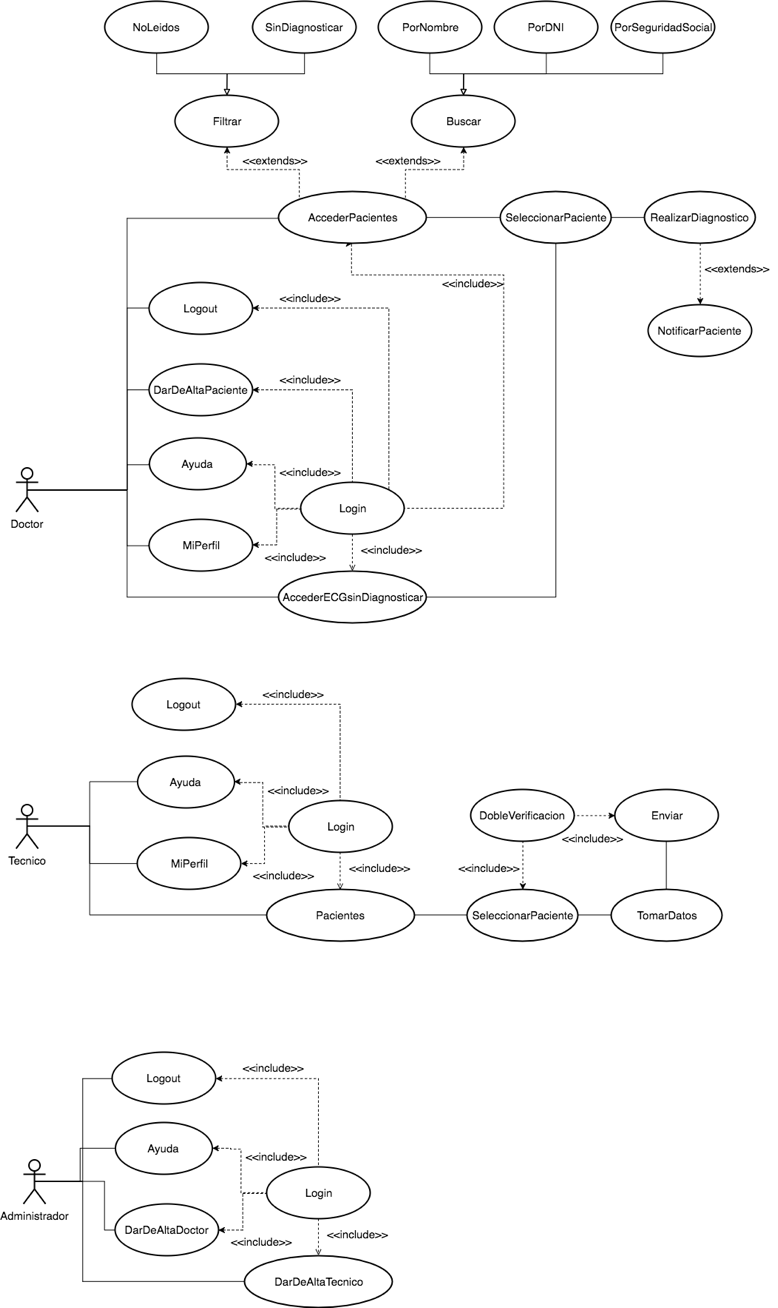 NoLeidos
SinDiagnosticar
PorNombre
PorDNI
PorSeguridadSocial
Filtrar
Buscar
<<extends>>
<<extends>>
AccederPacientes
SeleccionarPaciente
RealizarDiagnostico
<<extends>>
<<include>>
<<include>>
Logout
NotificarPaciente
<<include>>
DarDeAltaPaciente
Ayuda
<<include>>
Login
Doctor
MiPerfil
<<include>>
<<include>>
AccederECGsinDiagnosticar
<<include>>
Logout
Ayuda
<<include>>
DobleVerificacion
Enviar
Login
<<include>>
Tecnico
MiPerfil
<<include>>
<<include>>
<<include>>
Pacientes
SeleccionarPaciente
TomarDatos
<<include>>
Logout
Ayuda
<<include>>
Login
Administrador
DarDeAltaDoctor
<<include>>
<<include>>
DarDeAltaTecnico